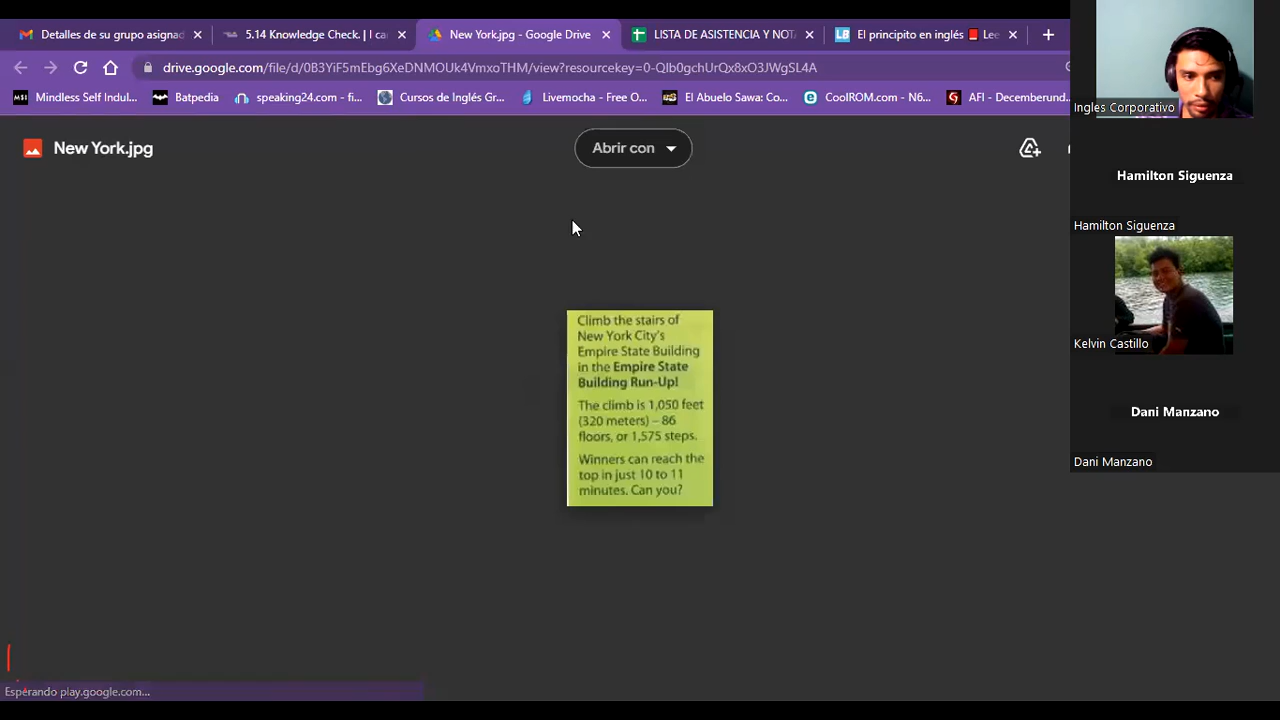 Detalles de su grupo asignad
5.14 Knowledge Check. | I ca
New York.jpg - Google Drive
LISTA DE ASISTENCIA Y NOTA
El principito en inglés
Lee
drive.google.com/file/d/0B3YiF5mEbg6XeDNMOUk4VmxoTHM/view?resourcekey=0-Qlb0gchUrQx8xO3JWgSL4A
Mindless Self Indul...
Batpedia
speaking24.com - fi...
Cursos de Inglés Gr...
Livemocha - Free O...
El Abuelo Sawa: Co...
CoolROM.com - N6...
AFI - Decemberund...
New York.jpg
Abrir con
Climb the stairs of
New York City's
Empire State Building
in the Empire State
Building Run-Up!
The climb is 1,050 feet
(320 meters) – 86
floors, or 1,575 steps.
Winners can reach the
top in just 10 to 11
minutes. Can you?
Ingles Corporativo
Hamilton Siguenza
Hamilton Siguenza
Kelvin Castillo
Dani Manzano
Dani Manzano
Esperando play.google.com...